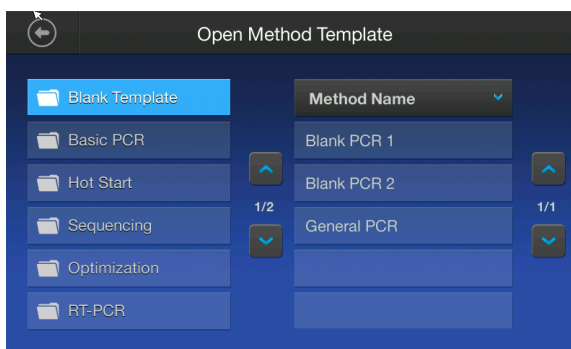 Open Method Template
Blank Template
Basic PCR
Hot Start
Sequencing
Optimization
RT-PCR
1/2
Method Name
Blank PCR 1
Blank PCR 2
General PCR
1/1